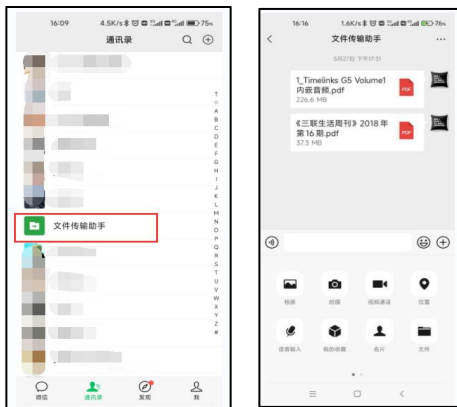 16:09 4.5K/s 75%
通讯录
A
B
C
D
E
F
G
H
I
J
K
L
M
N
O
P
Q
R
S
T
U
V
W
X
Y
Z
#
文件传输助手
微信 通讯录 发现 我
16:16 1.6K/s 76%
文件传输助手
5月27日 下午17:31
1_Timelinks G5 Volume1
内嵌音频.pdf
226.6 MB
PDF
《三联生活周刊》2018 年
第 16 期.pdf
37.3 MB
PDF
相册 拍摄 视频通话 位置
语音输入 我的收藏 名片 文件